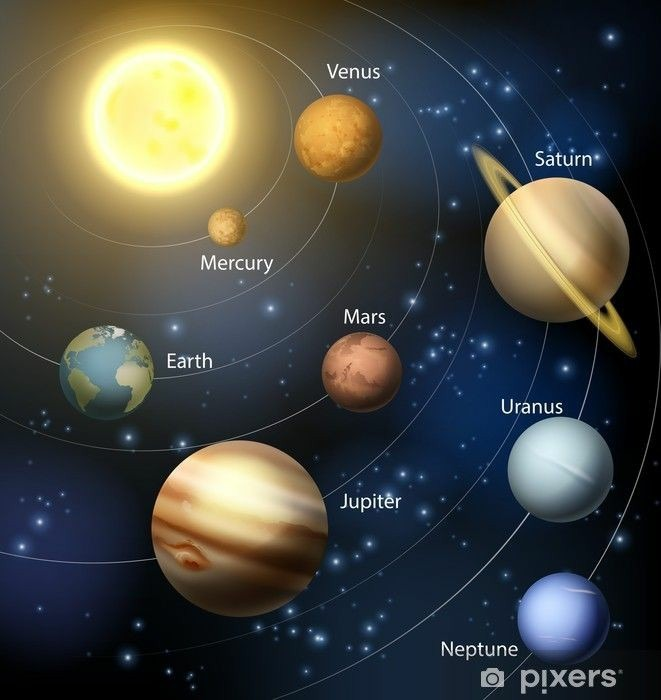 Venus
Saturn
Mercury
Mars
Earth
Uranus
Jupiter
Neptune
pixers